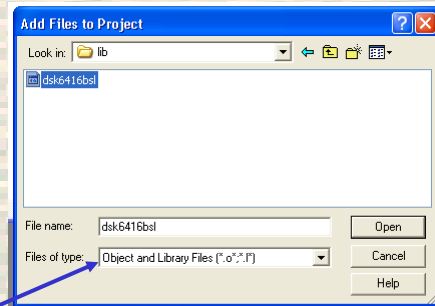 Add Files to Project
Look in: lib
dsk6416bsl
File name: dsk6416bsl Open
Files of type: Object and Library Files (*.o*;*.l*) Cancel
Help